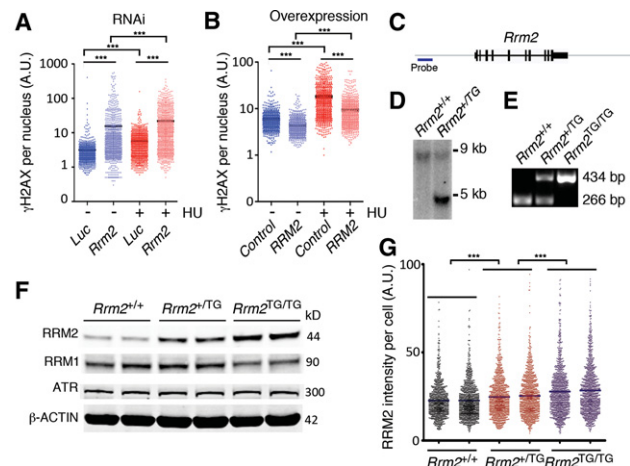 A
RNAi
***
***
***
***
γH2AX per nucleus (A.U.)
1000
100
10
1
0
-
-
+
+
HU
Luc
Rrm2
Luc
Rrm2
B
Overexpression
***
***
***
***
γH2AX per nucleus (A.U.)
100
10
1
0
-
-
+
+
HU
Control
RRM2
Control
RRM2
C
Rrm2
Probe
D
Rrm2+/+
Rrm2+/TG
9 kb
5 kb
E
Rrm2+/+
Rrm2+/TG
Rrm2TG/TG
434 bp
266 bp
F
Rrm2+/+
Rrm2+/TG
Rrm2TG/TG
kD
RRM2
44
RRM1
90
ATR
300
β-ACTIN
42
G
***
***
RRM2 intensity per cell (A.U.)
100
50
25
0
Rrm2+/+
Rrm2+/TG
Rrm2TG/TG